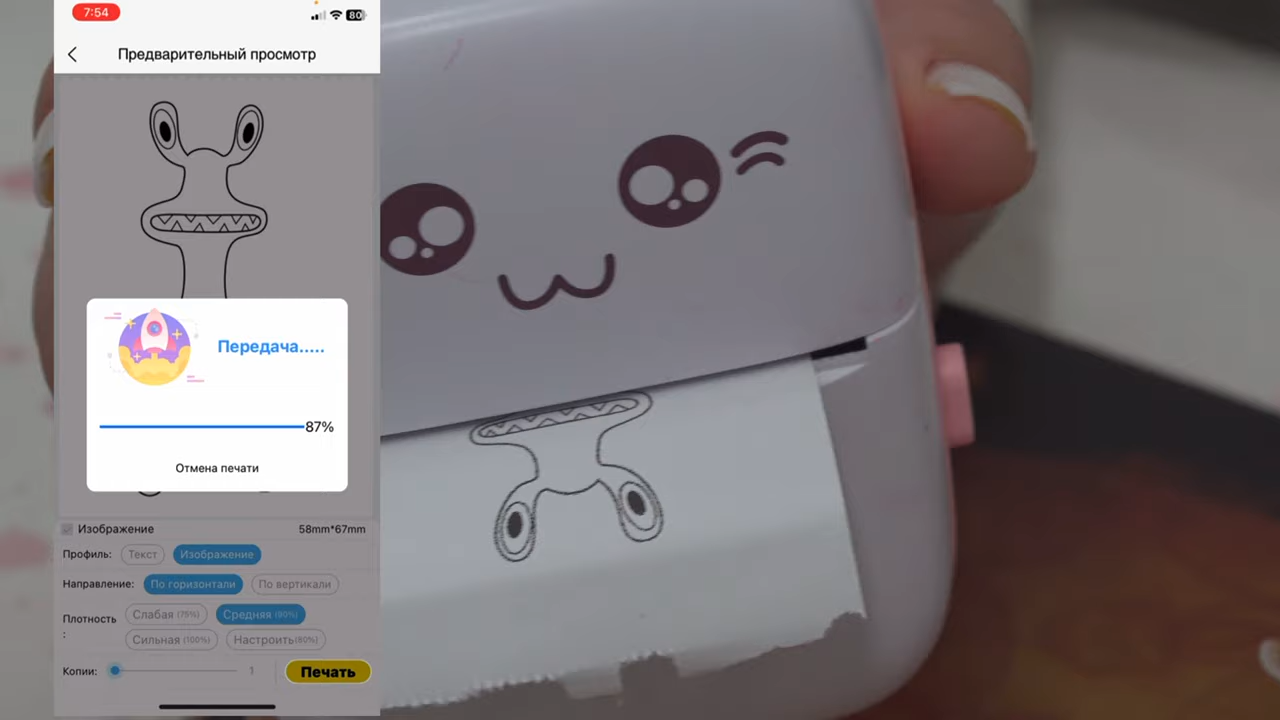 7:54
80
Предварительный просмотр
Передача.....
87%
Отмена печати
Изображение 58mm*67mm
Профиль: Текст Изображение
Направление: По горизонтали По вертикали
Плотность : Слабая (75%) Средняя (90%)
Сильная (100%) Настроить(80%)
Копии: 1 Печать